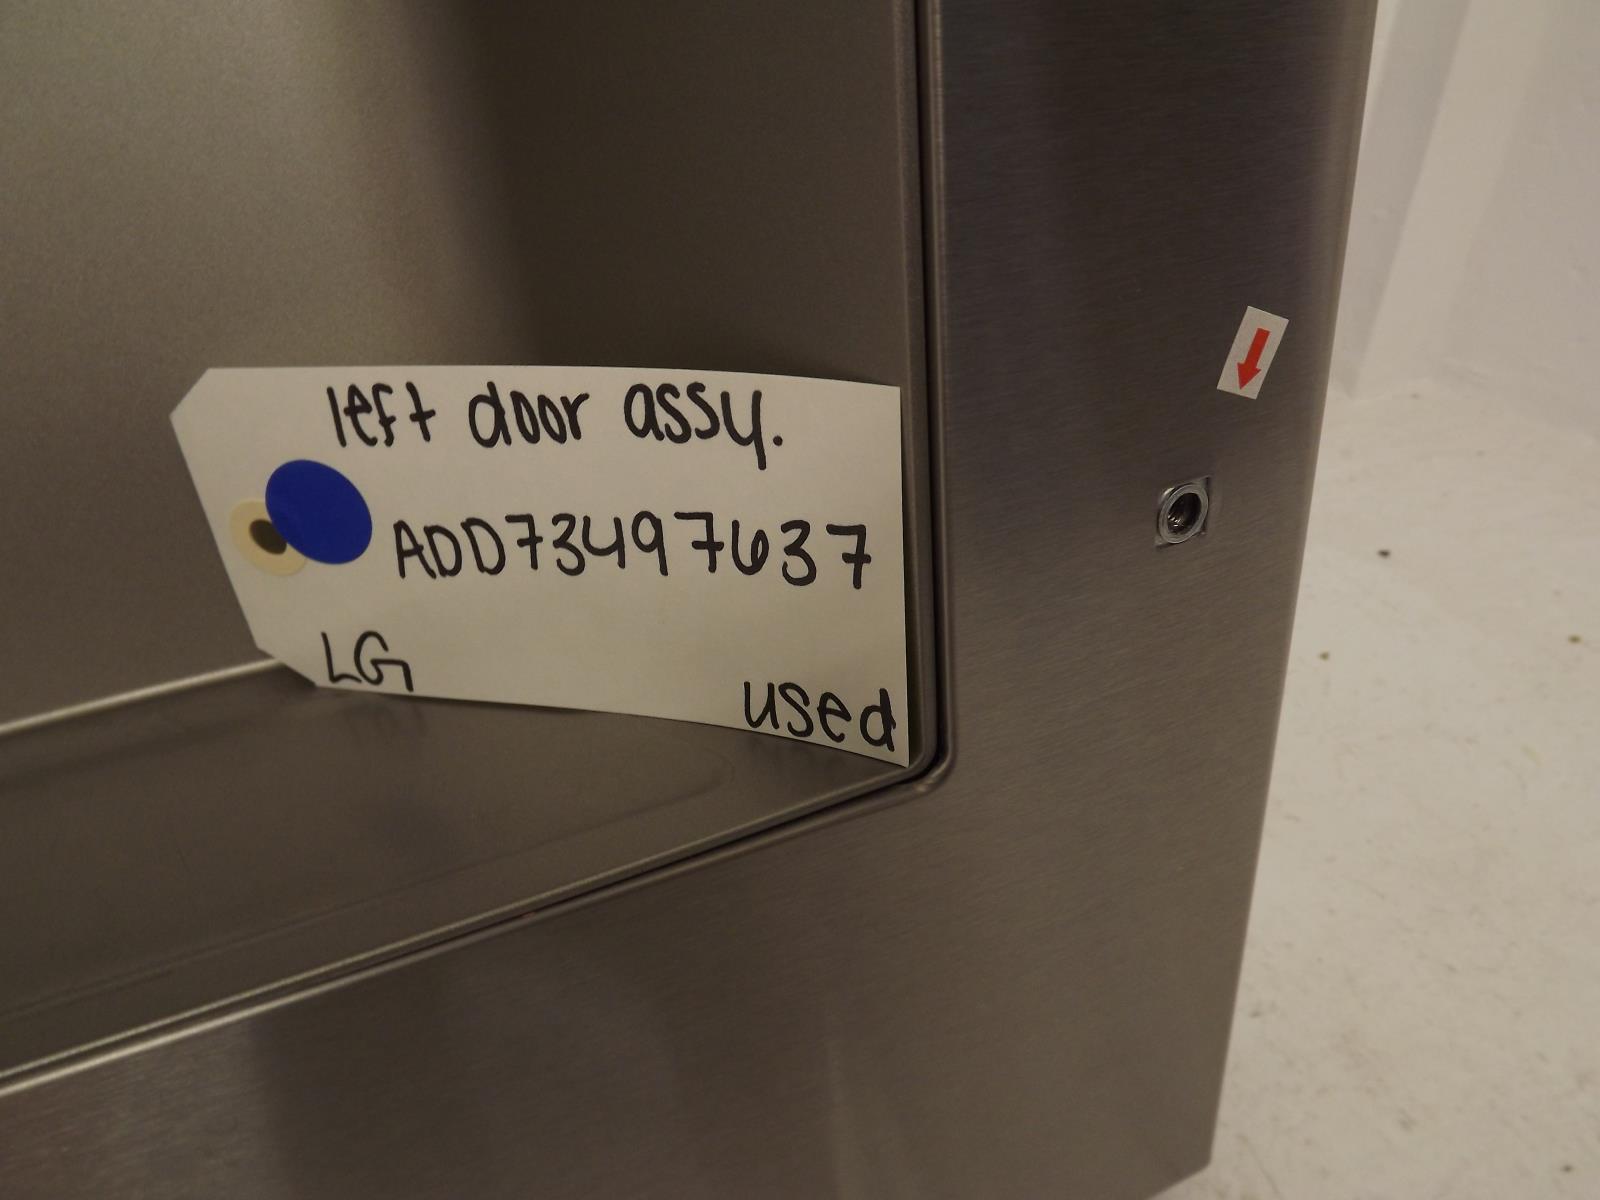 left door assy.
ADD73497637
LG
used